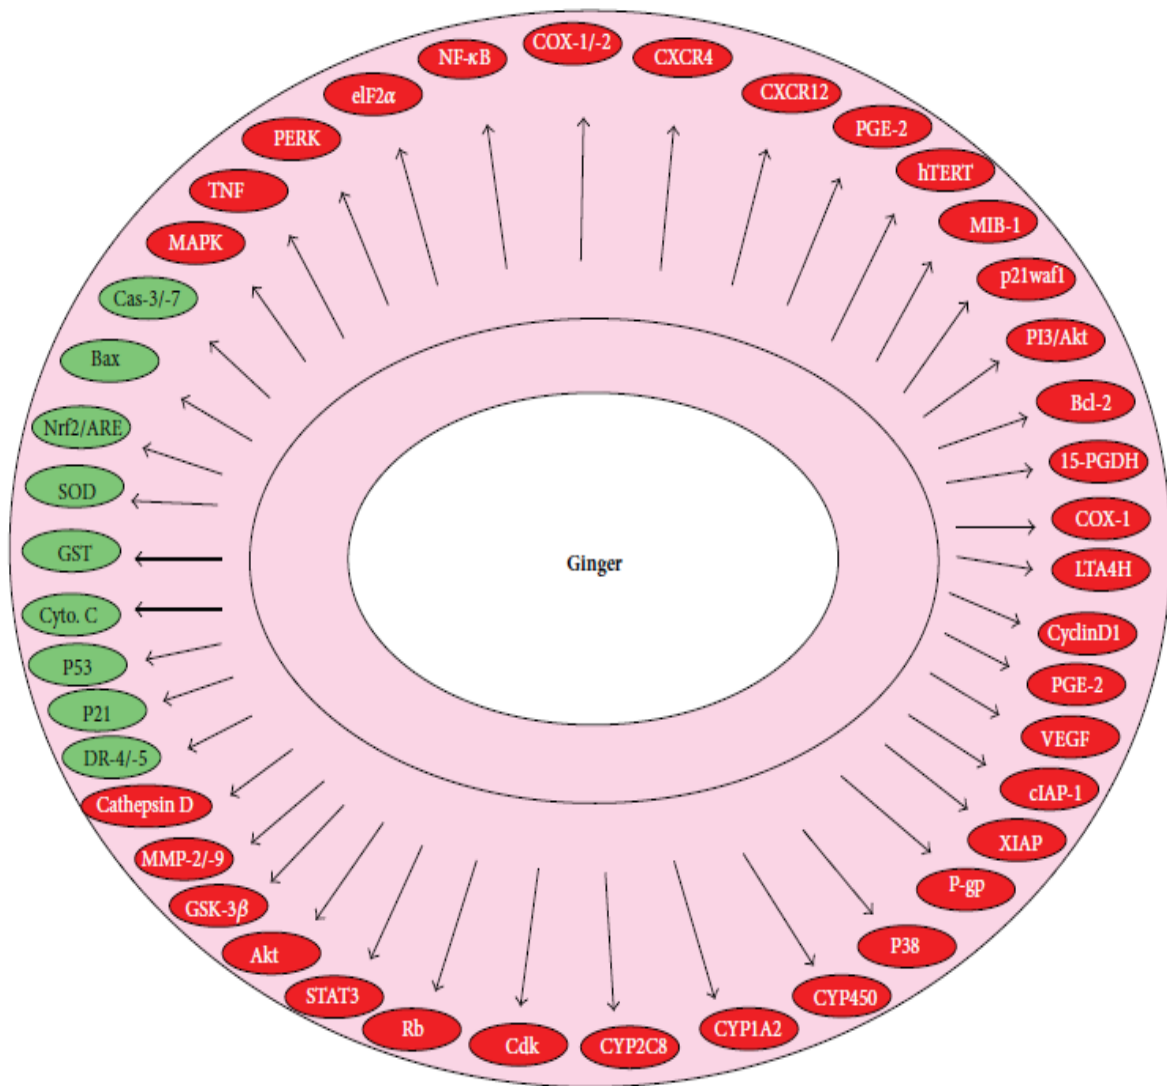 COX-1/-2
CXCR4
CXCR12
PGE-2
hTERT
MIB-1
p21waf1
PI3/Akt
Bcl-2
15-PGDH
COX-1
LTA4H
CyclinD1
PGE-2
VEGF
cIAP-1
XIAP
P-gp
P38
CYP450
CYP1A2
CYP2C8
Cdk
Rb
STAT3
Akt
GSK-3β
MMP-2/-9
Cathepsin D
DR-4/-5
P21
P53
Cyto. C
GST
SOD
Nrf2/ARE
Bax
Cas-3/-7
MAPK
TNF
PERK
elF2α
NF-κB
Ginger